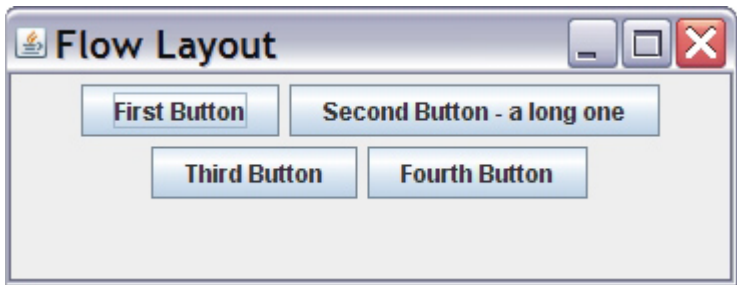 Flow Layout
First Button Second Button - a long one
Third Button Fourth Button